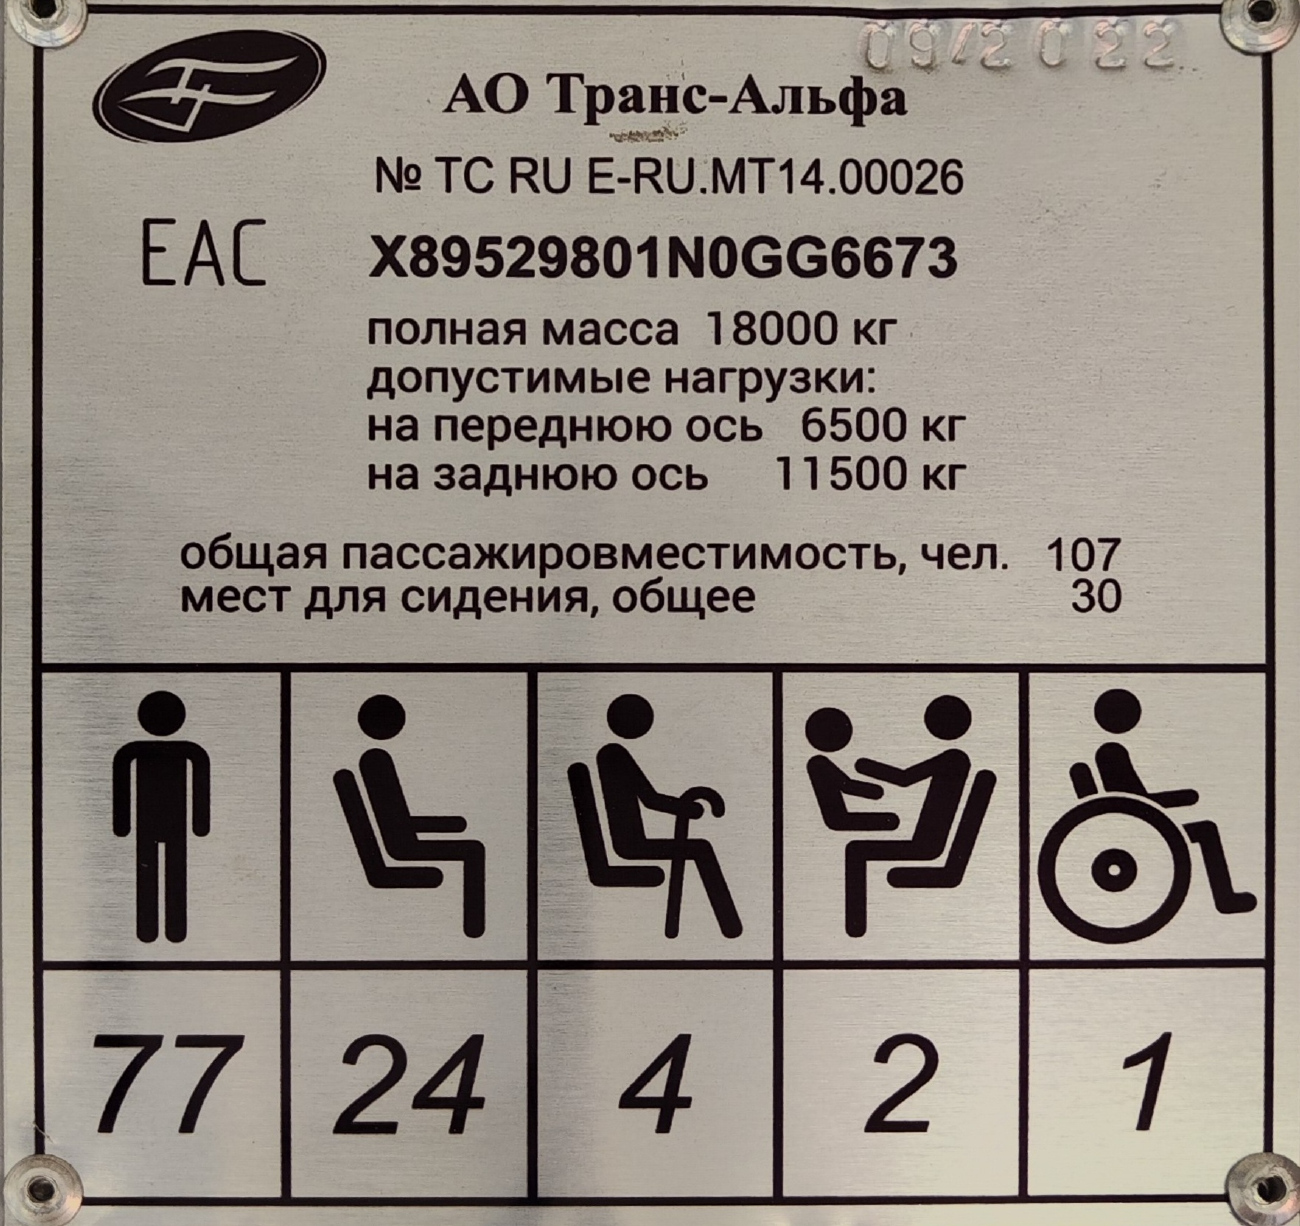 09/2022
АО Транс-Альфа
№ ТС RU E-RU.МТ14.00026
EAC
X89529801N0GG6673
полная масса 18000 кг
допустимые нагрузки:
на переднюю ось 6500 кг
на заднюю ось 11500 кг
общая пассажировместимость, чел. 107
мест для сидения, общее 30
77 24 4 2 1